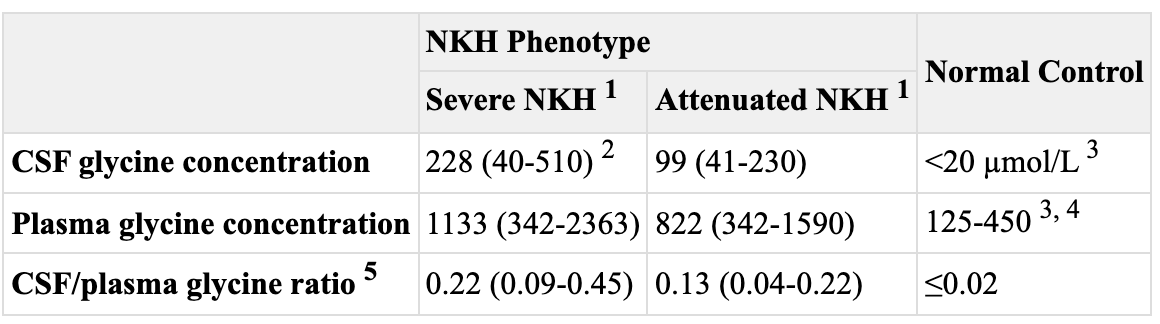 NKH Phenotype
Normal Control
Severe NKH 1 Attenuated NKH 1
CSF glycine concentration 228 (40-510) 2 99 (41-230) <20 μmol/L 3
Plasma glycine concentration 1133 (342-2363) 822 (342-1590) 125-450 3, 4
CSF/plasma glycine ratio 5 0.22 (0.09-0.45) 0.13 (0.04-0.22) ≤0.02